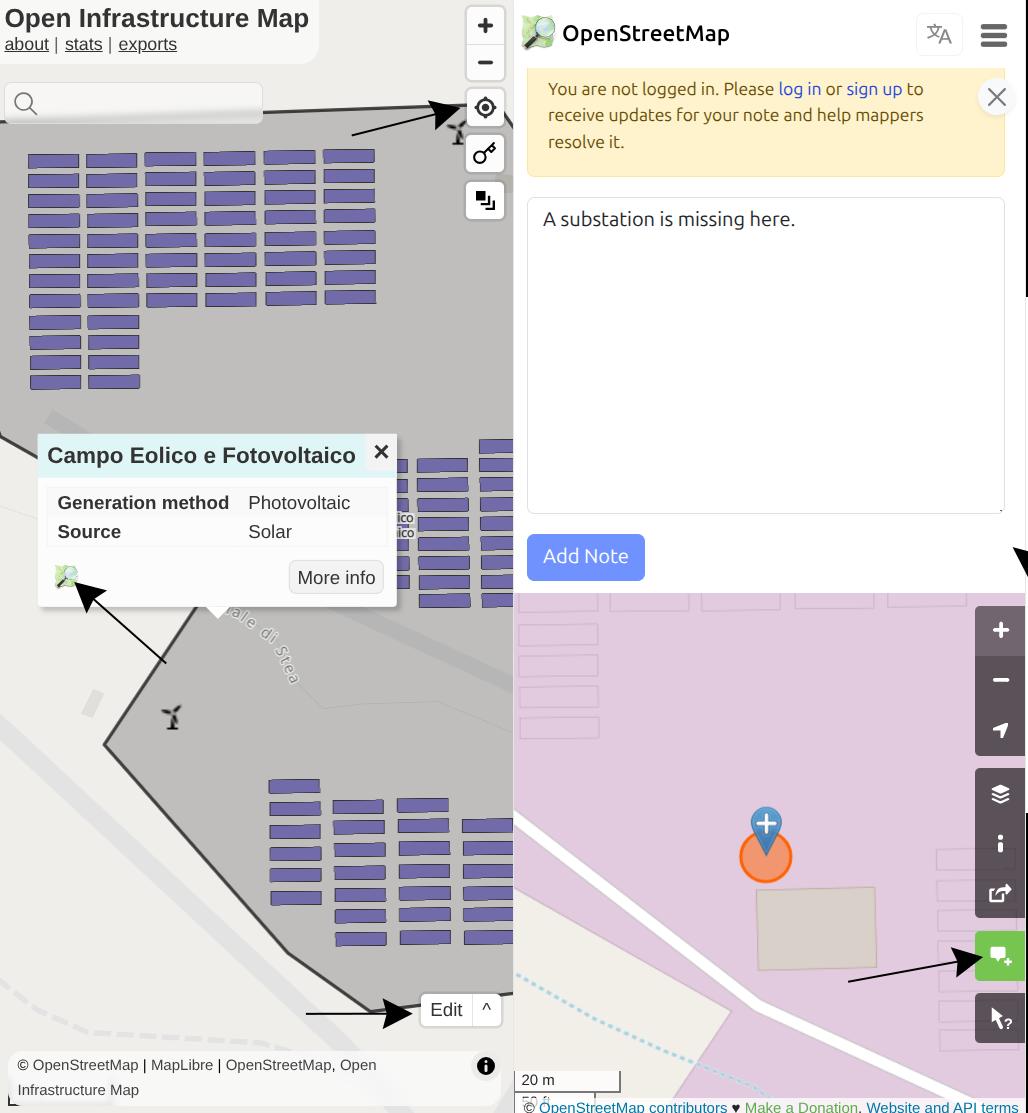 Open Infrastructure Map
about | stats | exports
Campo Eolico e Fotovoltaico
Generation method Photovoltaic
Source Solar
More info
ico
ico
ale di Stea
Edit ^
© OpenStreetMap | MapLibre | OpenStreetMap, Open
Infrastructure Map
OpenStreetMap
You are not logged in. Please log in or sign up to
receive updates for your note and help mappers
resolve it.
A substation is missing here.
Add Note
20 m
© OpenStreetMap contributors ♥ Make a Donation. Website and API terms